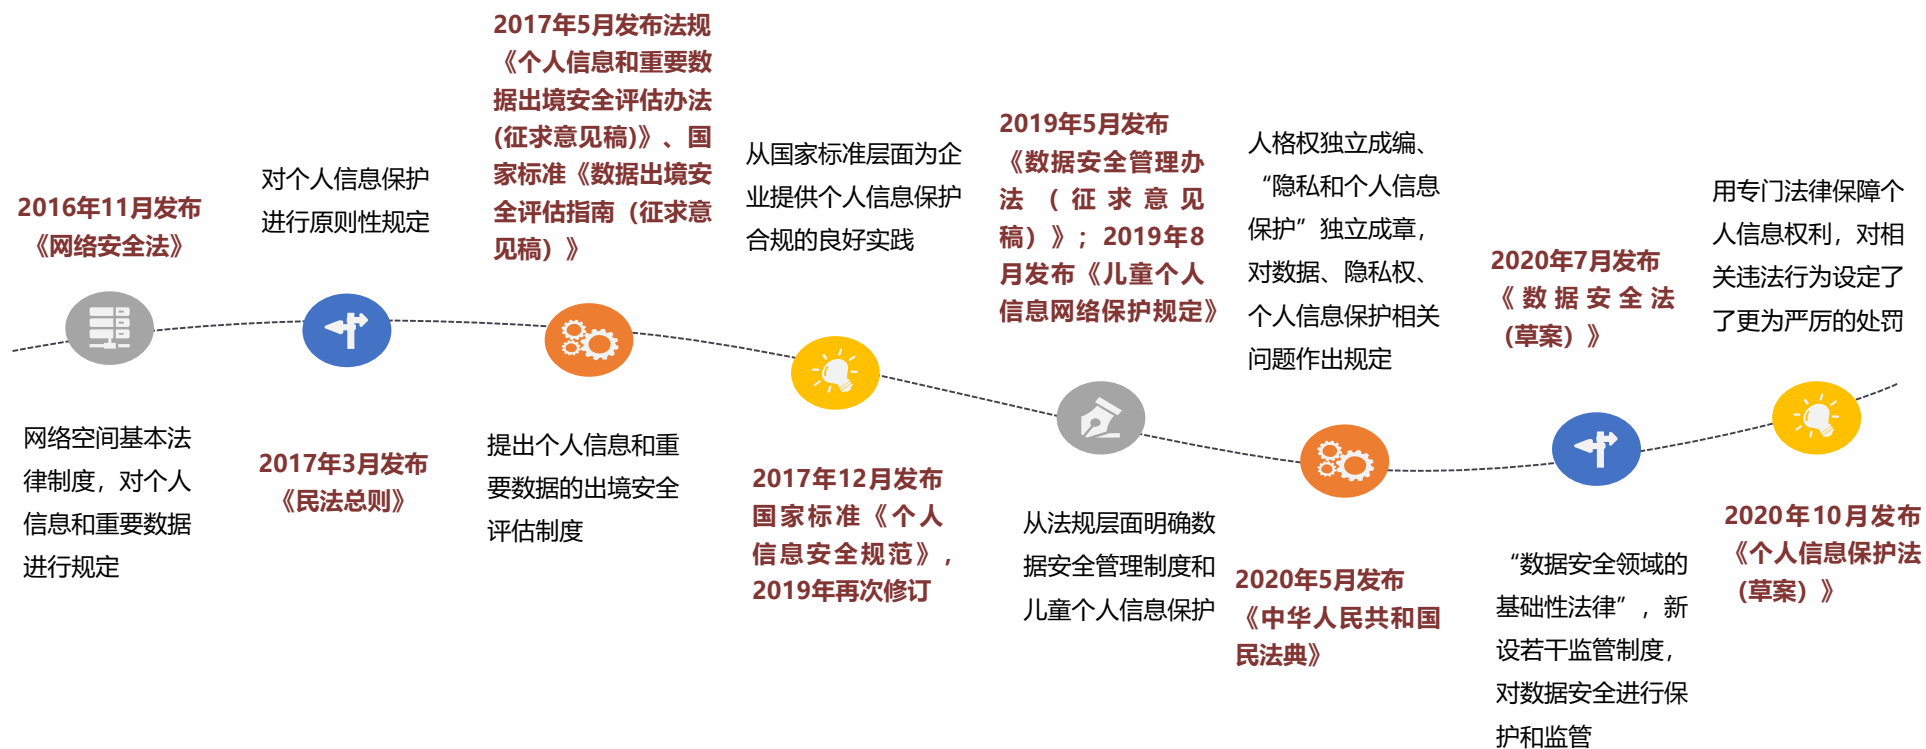 2016年11月发布
《网络安全法》
网络空间基本法
律制度，对个人
信息和重要数据
进行规定
对个人信息保护
进行原则性规定
2017年3月发布
《民法总则》
2017年5月发布法规
《个人信息和重要数
据出境安全评估办法
(征求意见稿)》、国
家标准《数据出境安
全评估指南（征求意
见稿）》
提出个人信息和重
要数据的出境安全
评估制度
从国家标准层面为企
业提供个人信息保护
合规的良好实践
2017年12月发布
国家标准《个人
信息安全规范》，
2019年再次修订
2019年5月发布
《数据安全管理办
法（征求意见
稿）》；2019年8
月发布《儿童个人
信息网络保护规定》
从法规层面明确数
据安全管理制度和
儿童个人信息保护
人格权独立成编、
“隐私和个人信息
保护”独立成章，
对数据、隐私权、
个人信息保护相关
问题作出规定
2020年5月发布
《中华人民共和国
民法典》
2020年7月发布
《数据安全法
（草案）》
“数据安全领域的
基础性法律”，新
设若干监管制度，
对数据安全进行保
护和监管
用专门法律保障个
人信息权利，对相
关违法行为设定了
了更为严厉的处罚
2020年10月发布
《个人信息保护法
（草案）》